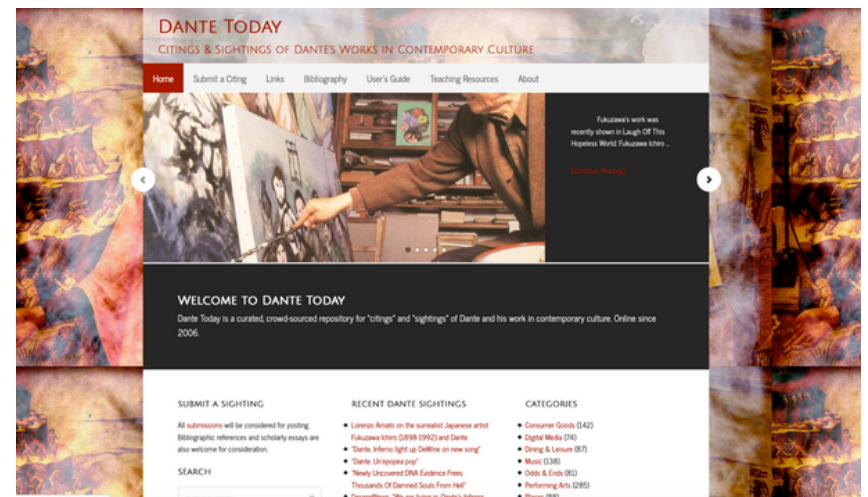 DANTE TODAY
CITINGS & SIGHTINGS OF DANTE'S WORKS IN CONTEMPORARY CULTURE
Home Submit a Citing Links Bibliography User's Guide Teaching Resources About
Fukuzawa's work was
recently shown in Laugh Off This
Hopeless World: Fukuzawa Ichiro ...
[Continue Reading]
WELCOME TO DANTE TODAY
Dante Today is a curated, crowd-sourced repository for "citings" and "sightings" of Dante and his work in contemporary culture. Online since
2006.
SUBMIT A SIGHTING
All submissions will be considered for posting.
Bibliographic references and scholarly essays are
also welcome for consideration.
SEARCH
RECENT DANTE SIGHTINGS
Lorenzo Amato on the surrealist Japanese artist
Fukuzawa Ichiro (1898-1992) and Dante
"Dante, Inferno light up DeWine on new song"
"Dante. Un'epopea pop"
"Newly Uncovered DNA Evidence Frees
Thousands Of Damned Souls From Hell"
CATEGORIES
Consumer Goods (142)
Digital Media (74)
Dining & Leisure (87)
Music (138)
Odds & Ends (81)
Performing Arts (285)